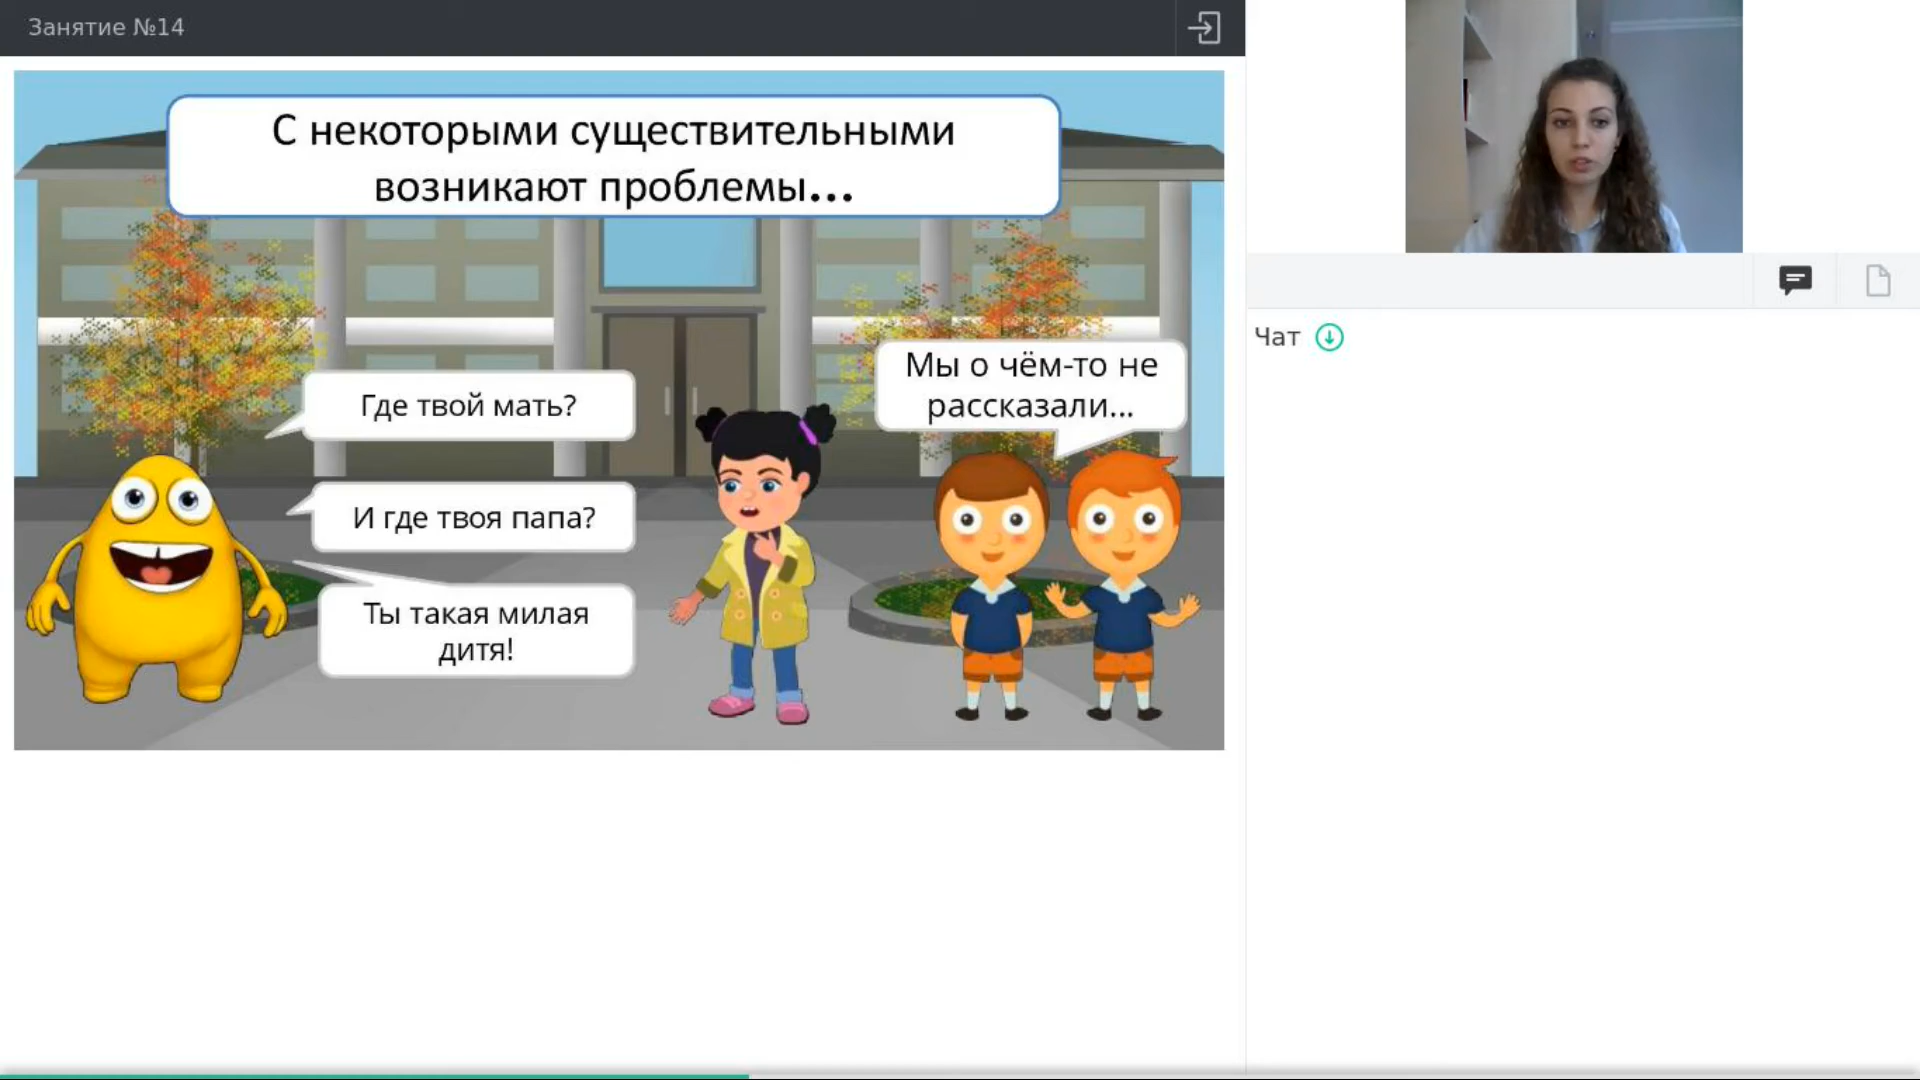 Занятие №14
С некоторыми существительными
возникают проблемы...
Где твой мать?
И где твоя папа?
Ты такая милая
дитя!
Мы о чём-то не
рассказали...
Чат